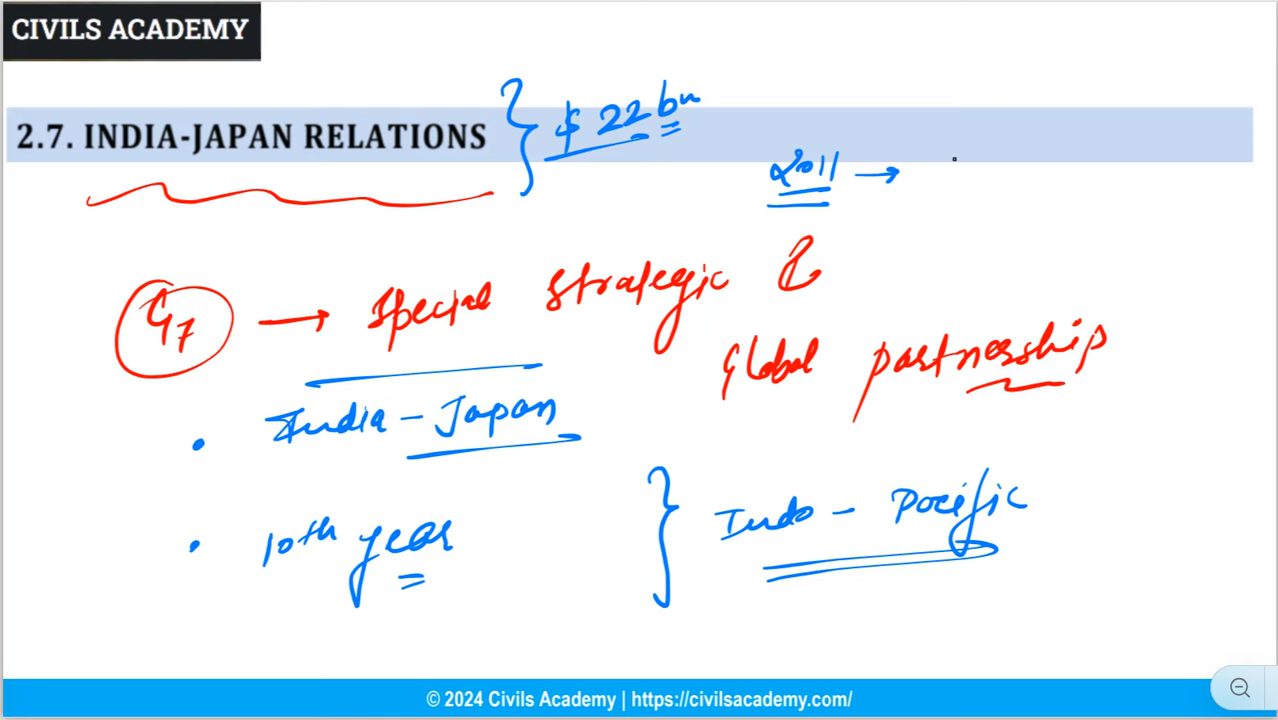 CIVILS ACADEMY
2.7. INDIA-JAPAN RELATIONS } $ 22 bn
2011 →
G7 → Special Strategic &
Global partnership
• India - Japan
• 10th year } Indo - Pacific
© 2024 Civils Academy | https://civilsacademy.com/